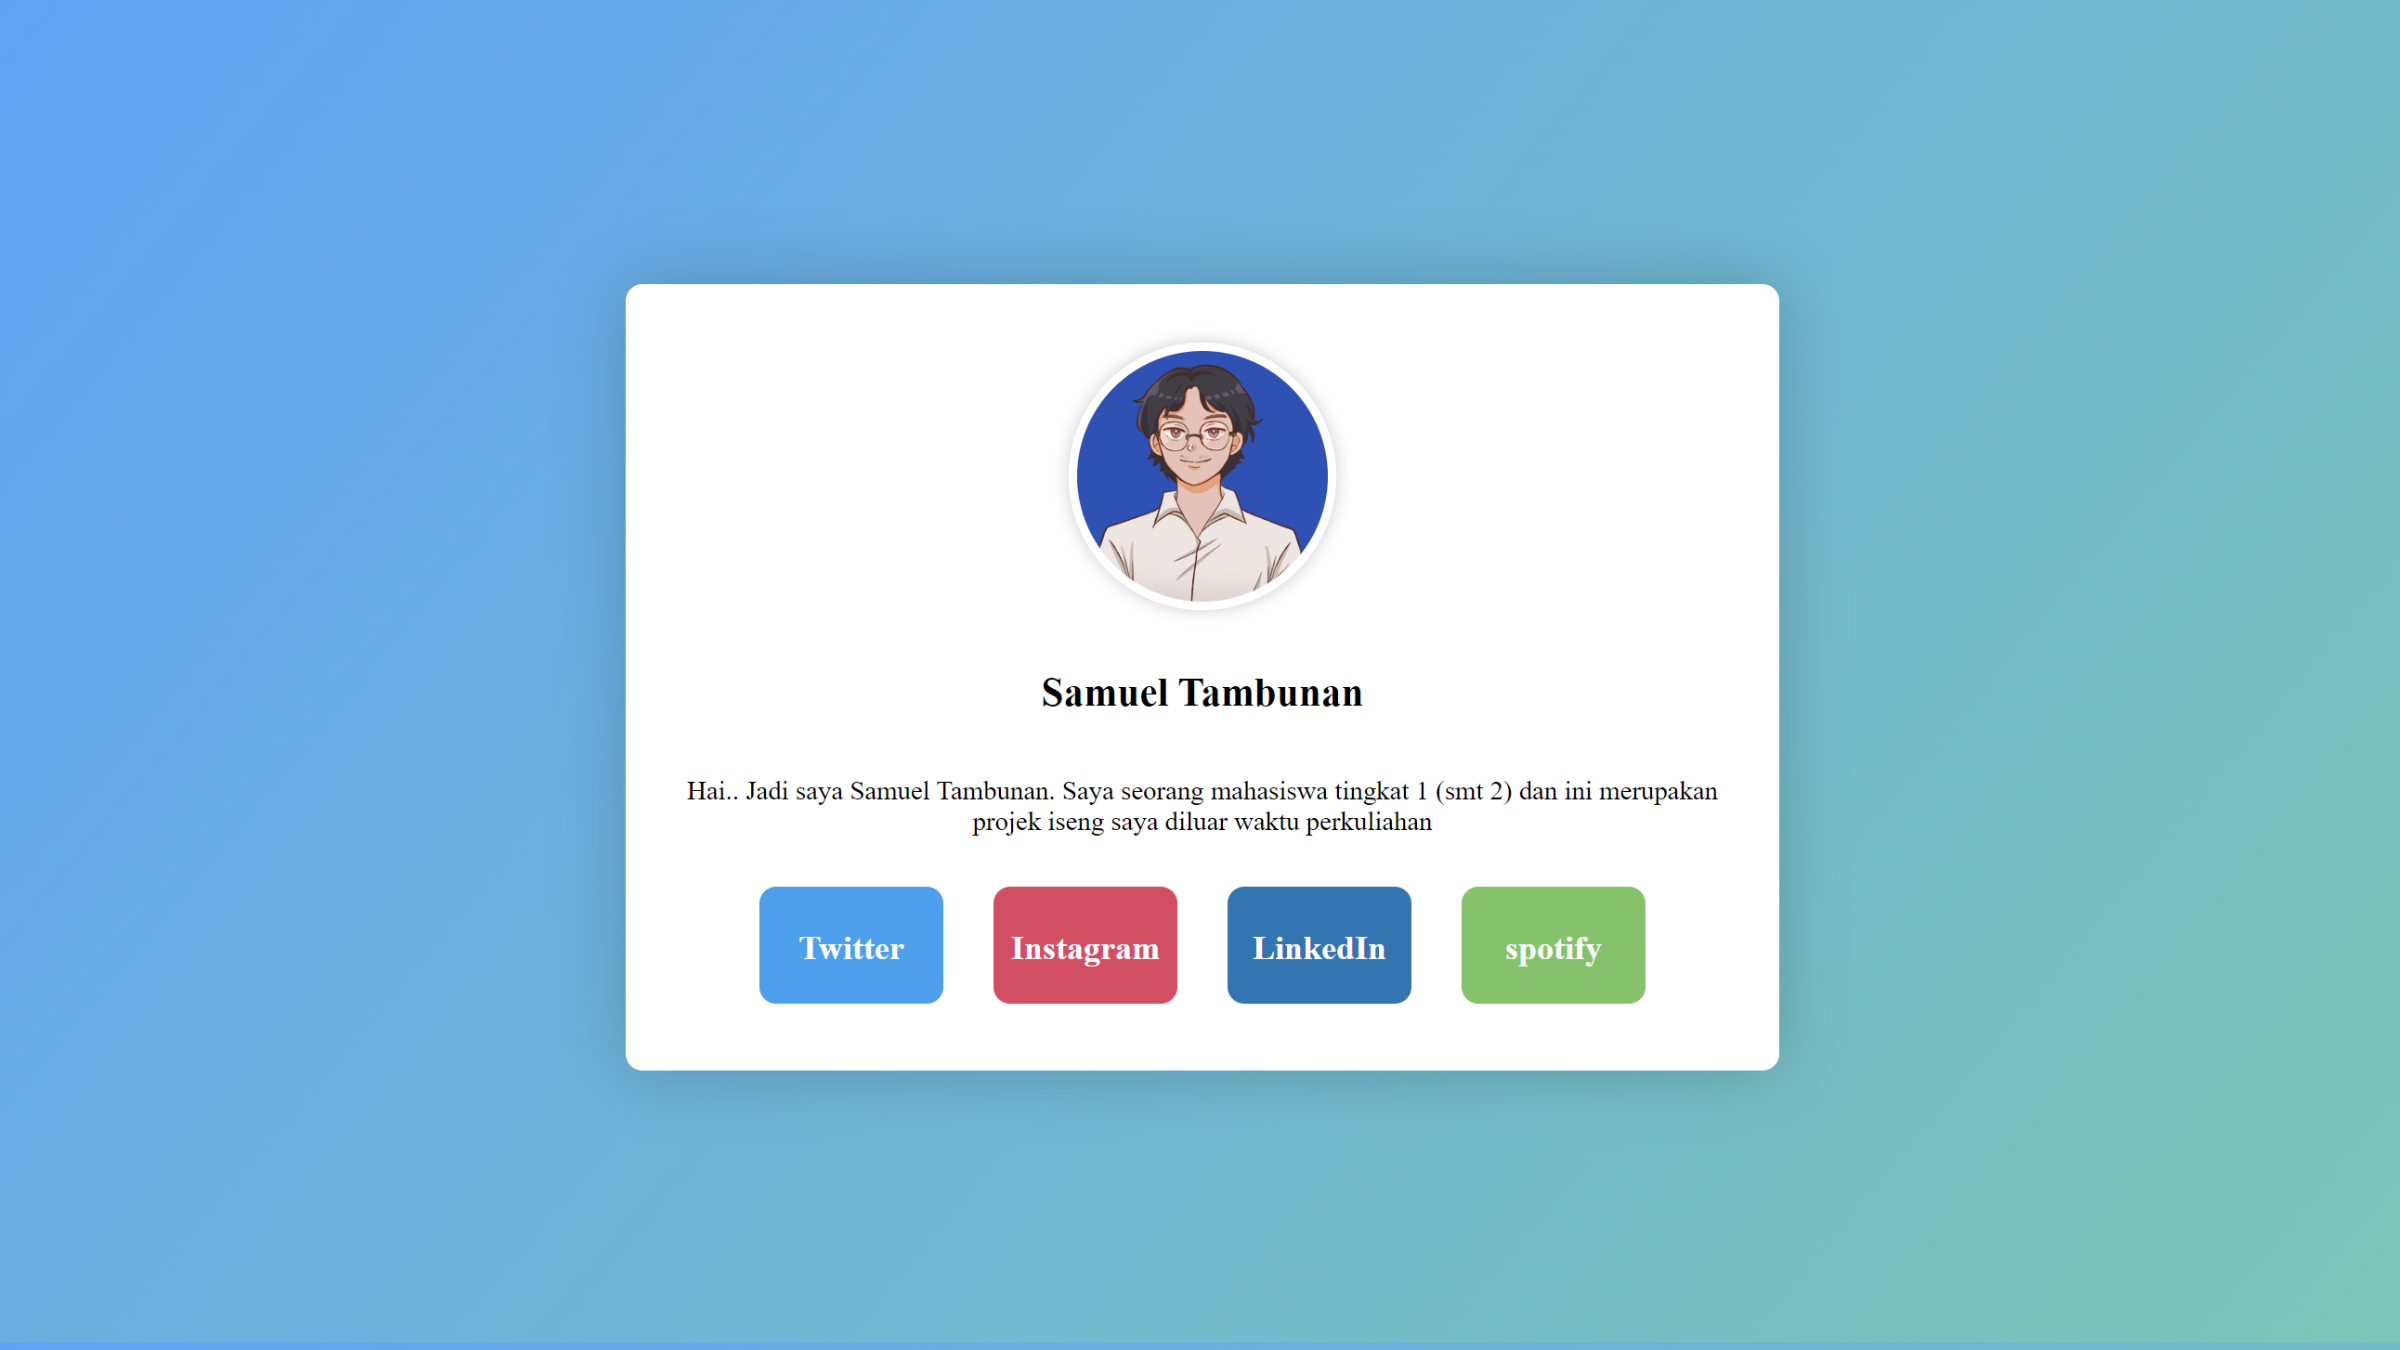 Samuel Tambunan
Hai.. Jadi saya Samuel Tambunan. Saya seorang mahasiswa tingkat 1 (smt 2) dan ini merupakan
projek iseng saya diluar waktu perkuliahan
Twitter
Instagram
LinkedIn
spotify